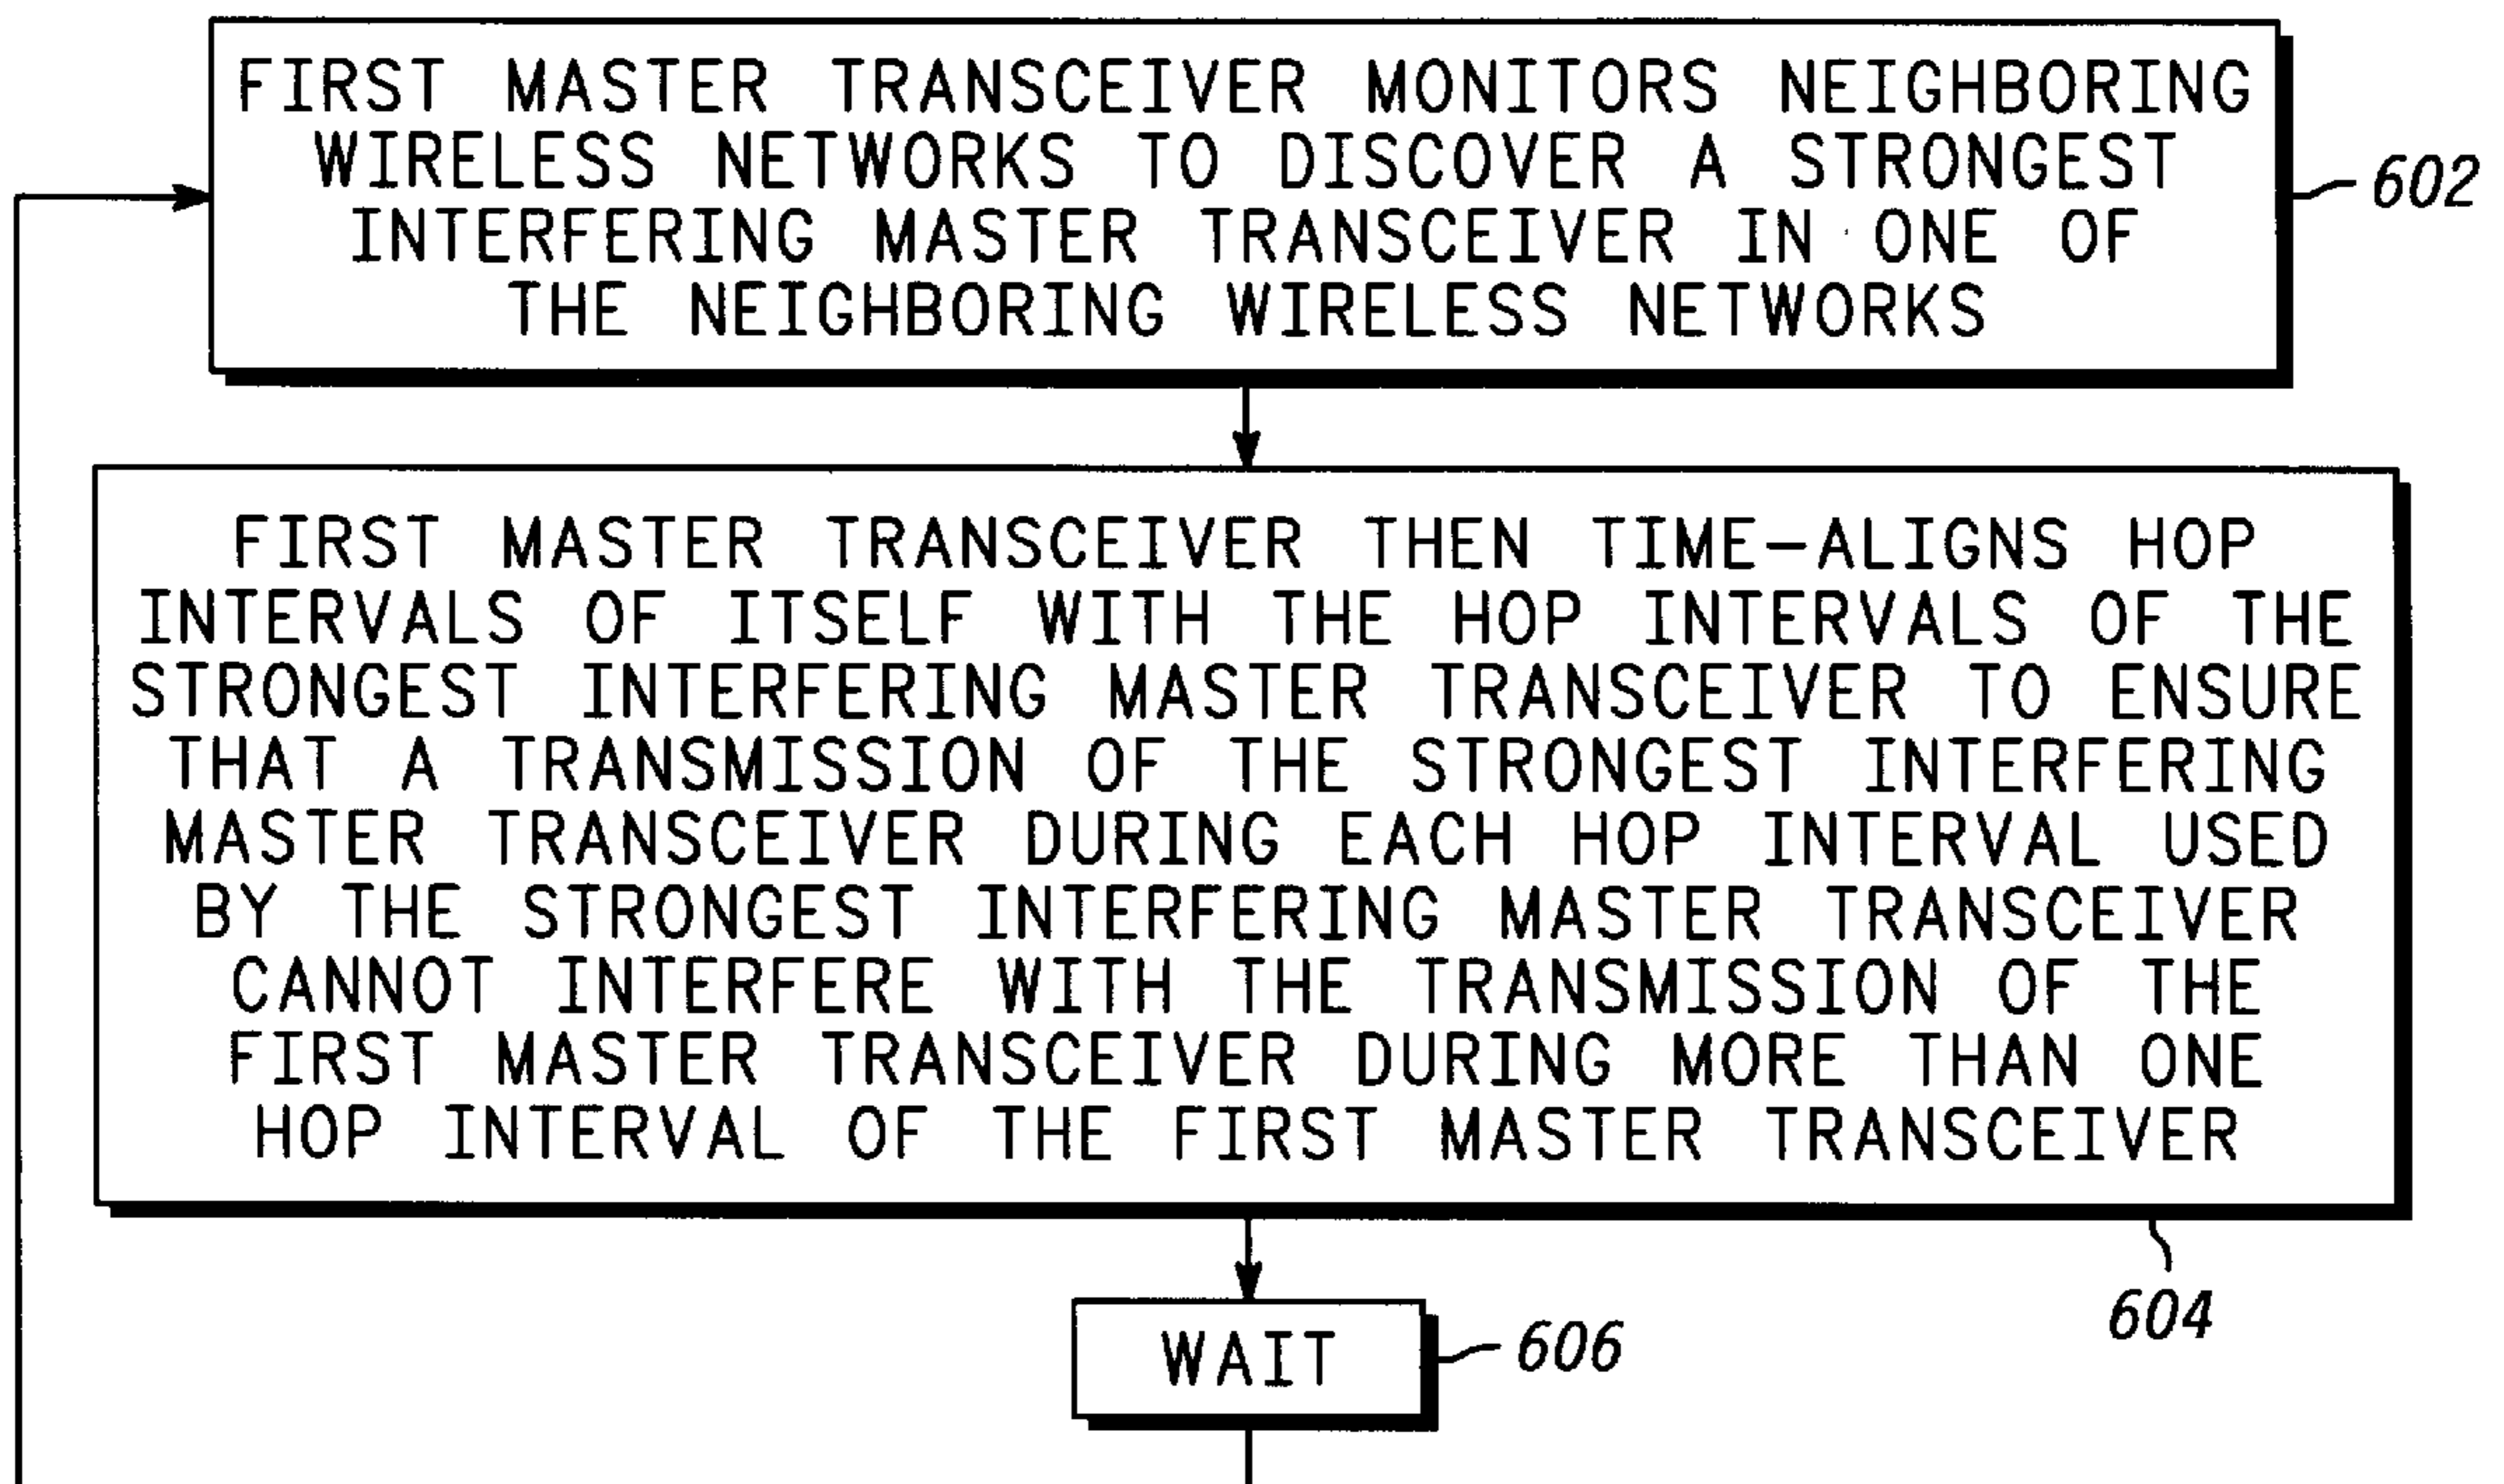 FIRST MASTER TRANSCEIVER MONITORS NEIGHBORING
WIRELESS NETWORKS TO DISCOVER A STRONGEST
INTERFERING MASTER TRANSCEIVER IN ONE OF
THE NEIGHBORING WIRELESS NETWORKS
602
FIRST MASTER TRANSCEIVER THEN TIME-ALIGNS HOP
INTERVALS OF ITSELF WITH THE HOP INTERVALS OF THE
STRONGEST INTERFERING MASTER TRANSCEIVER TO ENSURE
THAT A TRANSMISSION OF THE STRONGEST INTERFERING
MASTER TRANSCEIVER DURING EACH HOP INTERVAL USED
BY THE STRONGEST INTERFERING MASTER TRANSCEIVER
CANNOT INTERFERE WITH THE TRANSMISSION OF THE
FIRST MASTER TRANSCEIVER DURING MORE THAN ONE
HOP INTERVAL OF THE FIRST MASTER TRANSCEIVER
604
WAIT
606